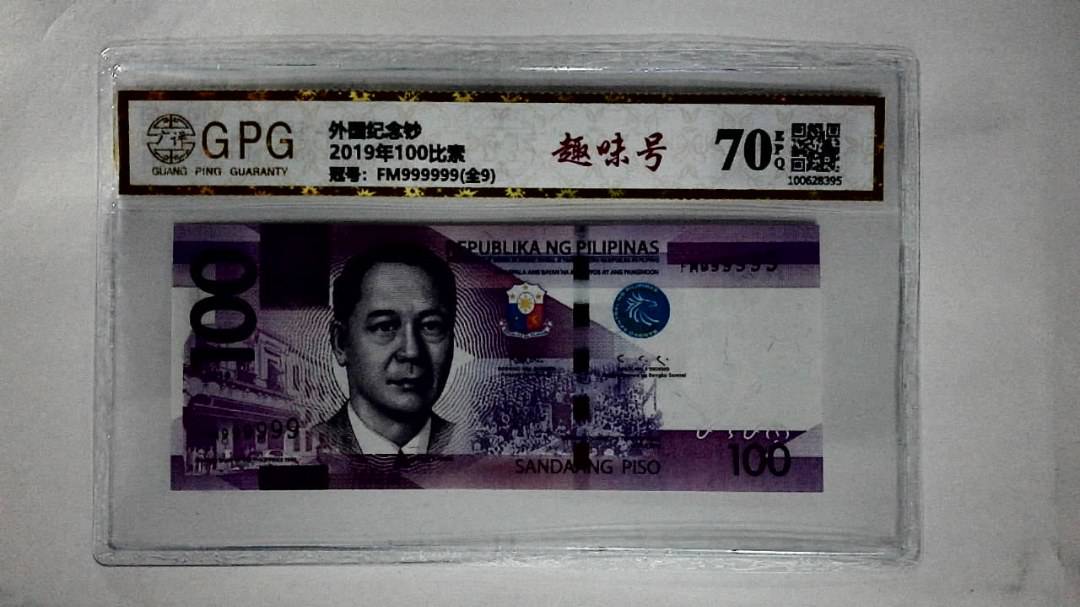 GPG
GUANG PING GUARANTY
外国纪念钞
2019年100比索
冠号：FM999999(全9)
趣味号
70
EPQ
100628395
100
REPUBLIKA NG PILIPINAS
SANDAANG PISO
100